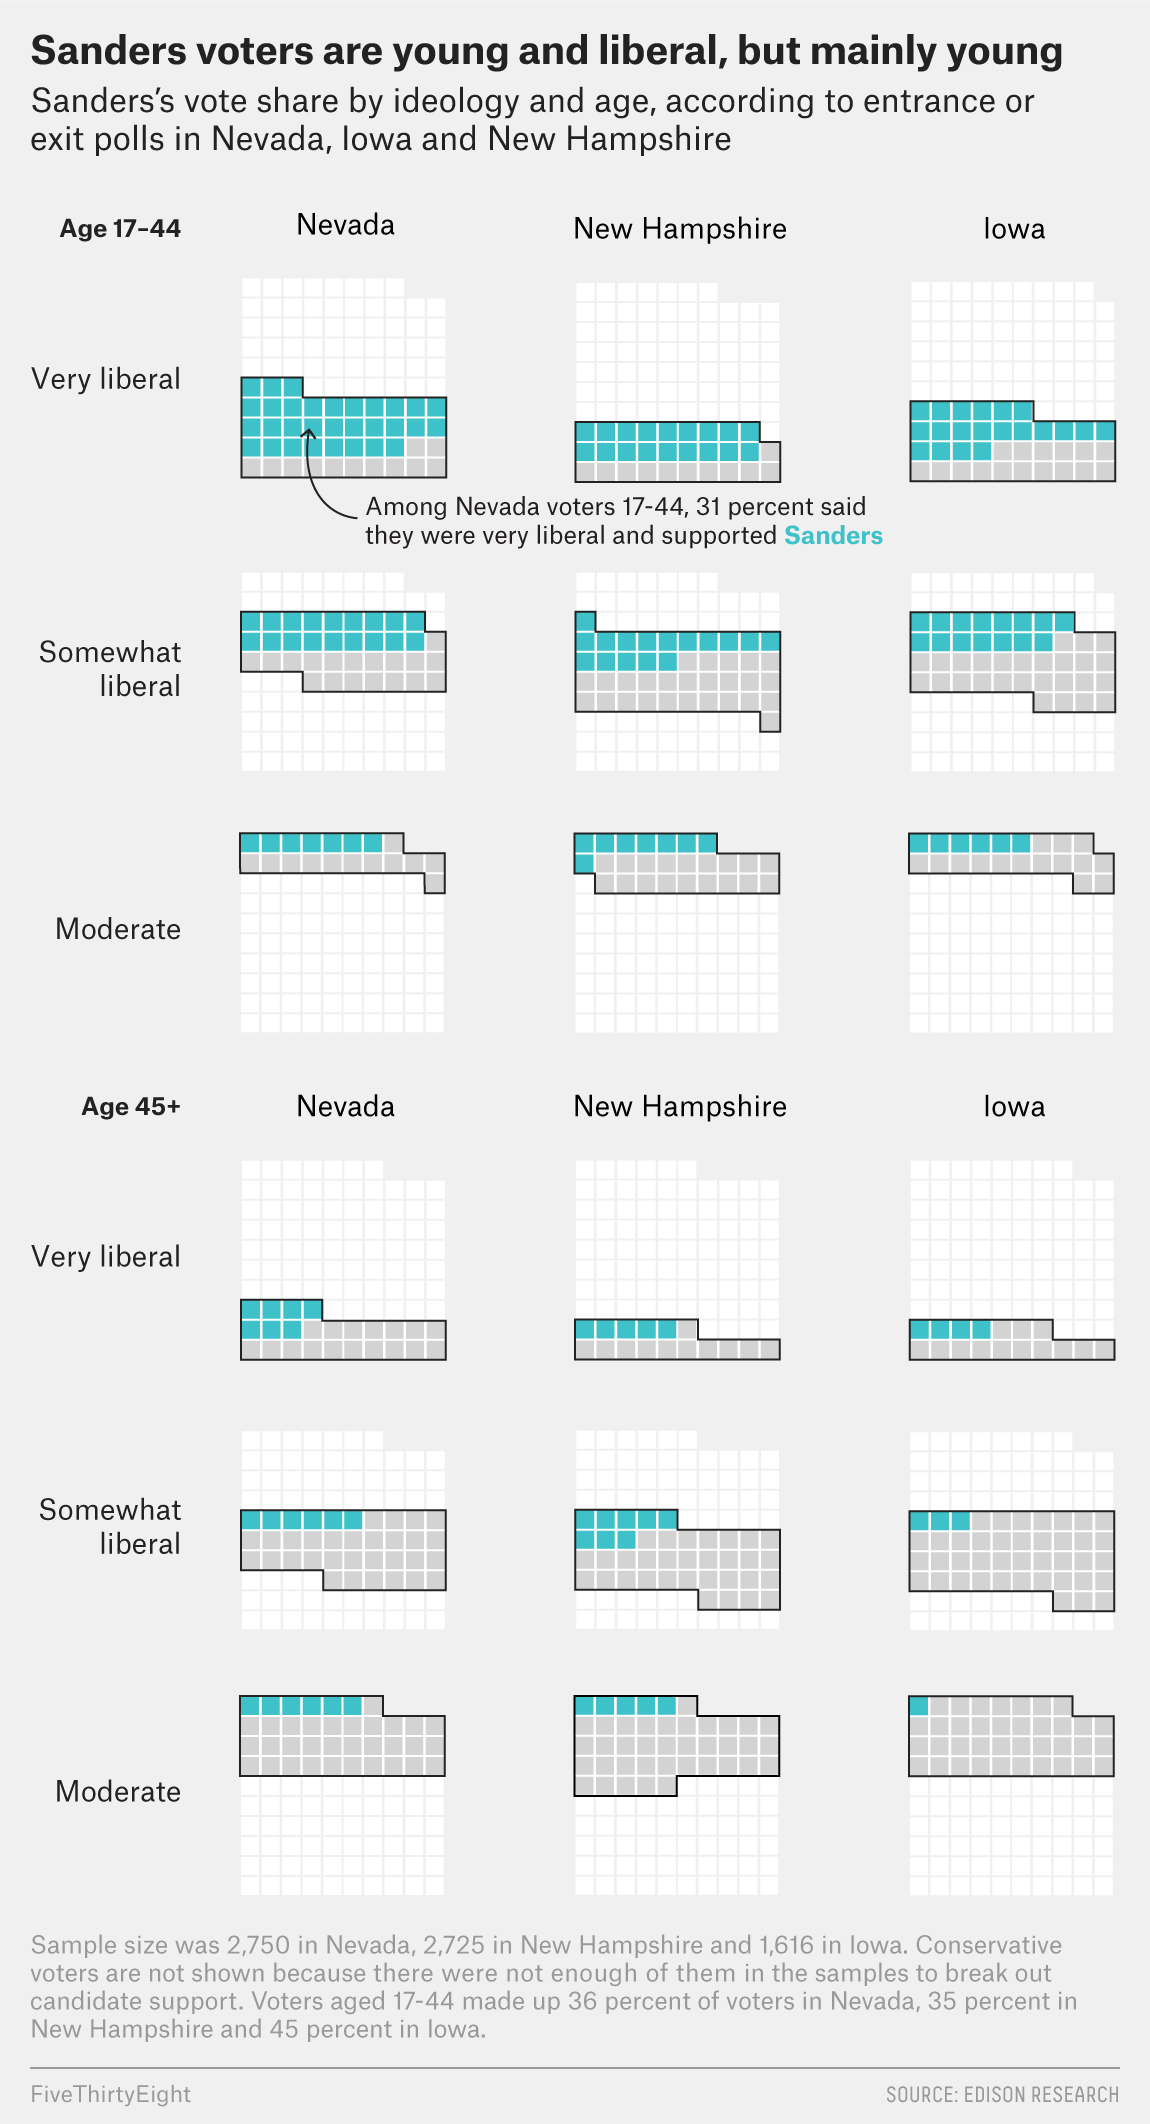 Sanders voters are young and liberal, but mainly young
Sanders’s vote share by ideology and age, according to entrance or
exit polls in Nevada, Iowa and New Hampshire
Age 17–44
Nevada
New Hampshire
Iowa
Very liberal
Among Nevada voters 17-44, 31 percent said
they were very liberal and supported Sanders
Somewhat
liberal
Moderate
Age 45+
Nevada
New Hampshire
Iowa
Very liberal
Somewhat
liberal
Moderate
Sample size was 2,750 in Nevada, 2,725 in New Hampshire and 1,616 in Iowa. Conservative
voters are not shown because there were not enough of them in the samples to break out
candidate support. Voters aged 17-44 made up 36 percent of voters in Nevada, 35 percent in
New Hampshire and 45 percent in Iowa.
FiveThirtyEight
SOURCE: EDISON RESEARCH